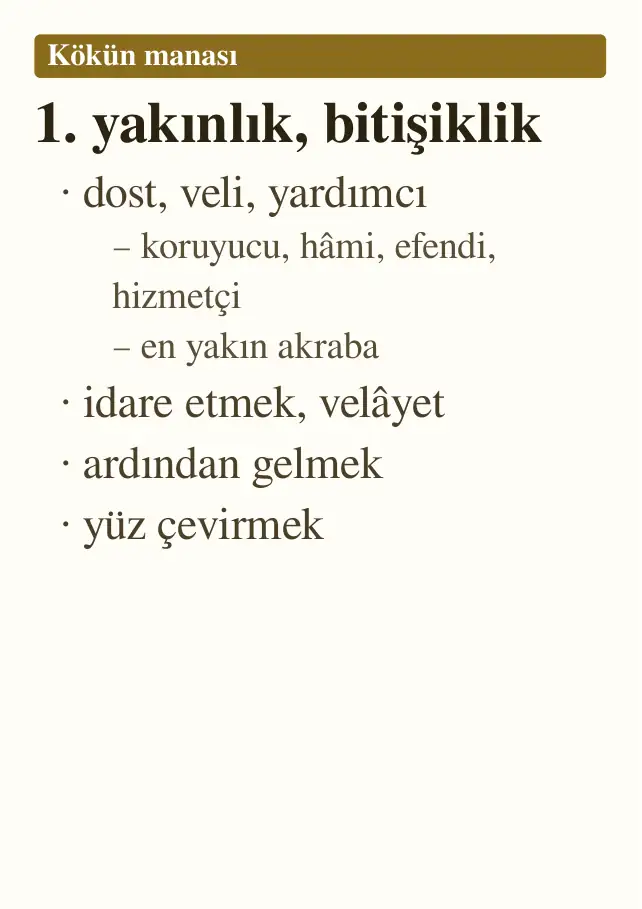 Kökün manası
1. yakınlık, bitişiklik
· dost, veli, yardımcı
– koruyucu, hâmi, efendi,
hizmetçi
– en yakın akraba
· idare etmek, velâyet
· ardından gelmek
· yüz çevirmek